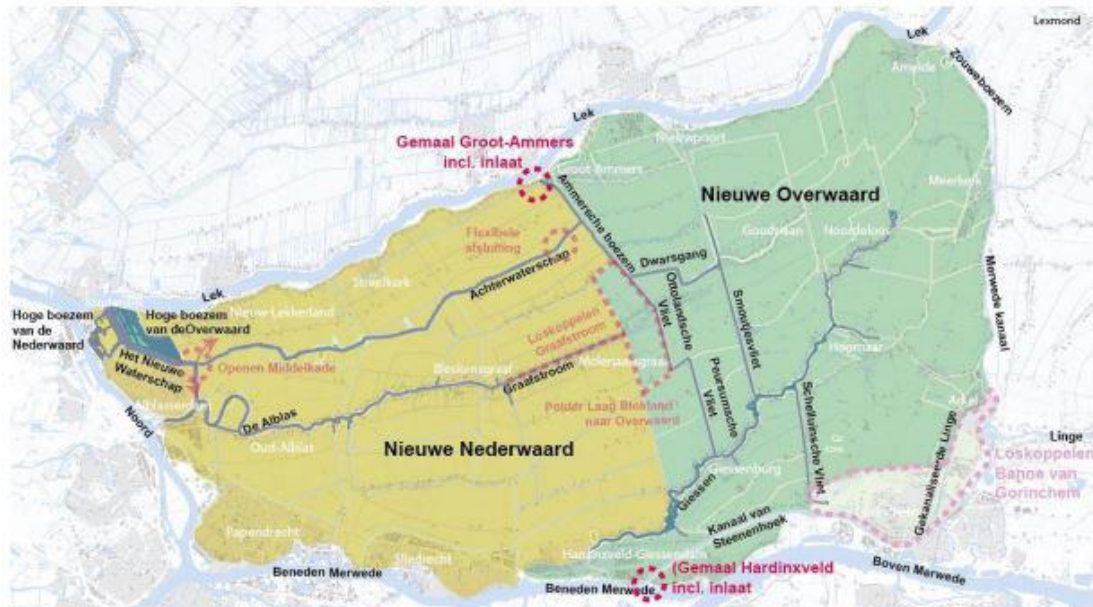 Lexmond
Lek
Ameide
Zouweboezem
Lek
Nieuwpoort
Gemaal Groot-Ammers
incl. inlaat
Groot-Ammers
Ammersche boezem
Nieuwe Overwaard
Meerkerk
Goudriaan
Noordeloos
Flexibele
afsluiting
Dwarsgang
Achterwaterschap
Ottolandsche
Vliet
Smoutjesvliet
Merwede kanaal
Streefkerk
Lek
Nieuw-Lekkerland
Hoge boezem
van de
Nederwaard
Hoge boezem
van deOverwaard
Loskoppelen
Graafstroom
Hoornaar
Het Nieuwe
Waterschap
Openen Middelkade
Bleskensgraaf
Molenaarsgraaf
Graafstroom
Peursumsche
Vliet
Schelluinsche Vliet
Polder Laag Blokland
naar Overwaard
Arkel
Alblasserdam
De Alblas
Noord
Oud-Alblas
Nieuwe Nederwaard
Gekanaliseerde Linge
Linge
Loskoppelen
Banne van
Gorinchem
Giessenburg
Giessen
Kanaal van
Steenenhoek
Papendrecht
Sliedrecht
Hardinxveld-Giessendam
Beneden Merwede
Beneden Merwede
(Gemaal Hardinxveld
incl. inlaat
Boven Merwede